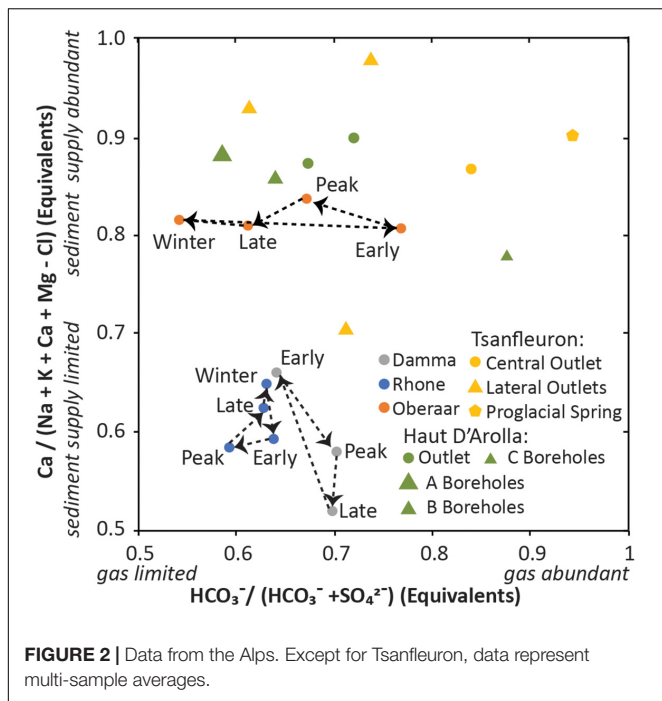 Ca / (Na + K + Ca + Mg - Cl) (Equivalents)
sediment supply limited
sediment supply abundant
1.0
0.9
0.8
0.7
0.6
0.5
Peak
Winter
Late
Early
Early
Winter
Late
Peak
Early
Peak
Late
Damma
Rhone
Oberaar
Tsanfleuron:
Central Outlet
Lateral Outlets
Proglacial Spring
Haut D'Arolla:
Outlet
C Boreholes
A Boreholes
B Boreholes
0.5
0.6
0.7
0.8
0.9
1
gas limited
gas abundant
HCO₃⁻/ (HCO₃⁻ +SO₄²⁻) (Equivalents)
FIGURE 2 | Data from the Alps. Except for Tsanfleuron, data represent
multi-sample averages.